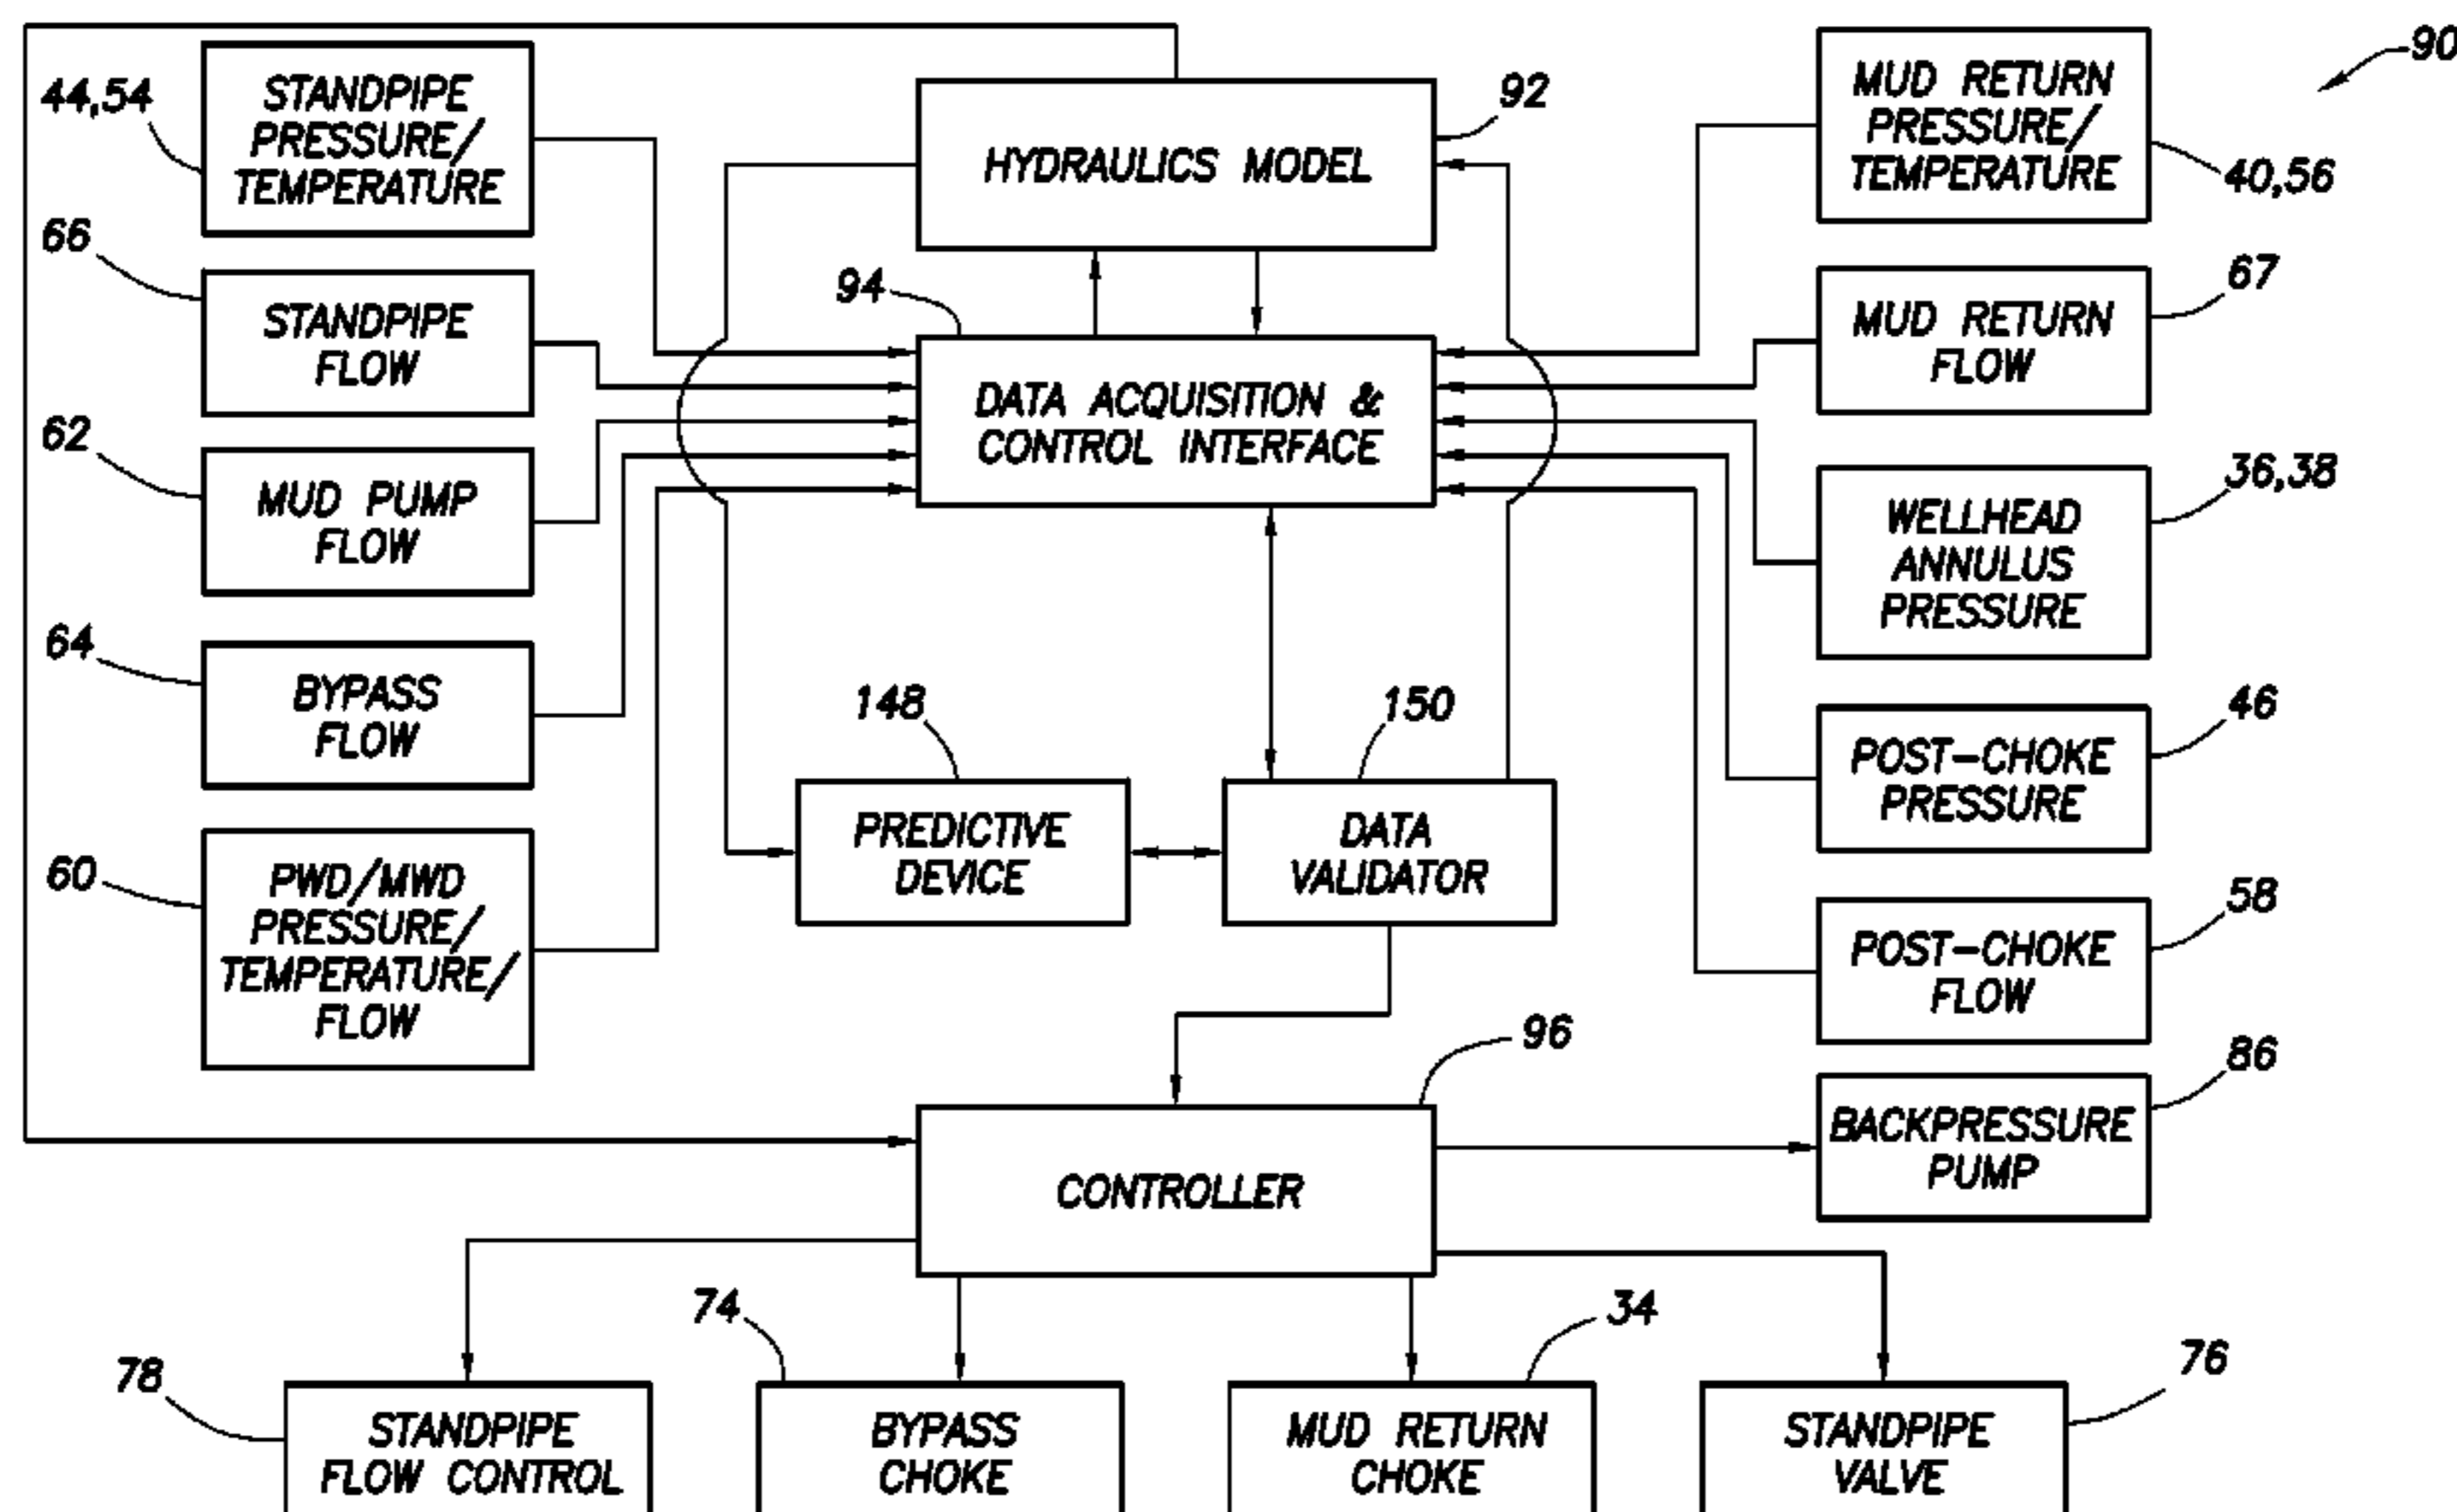 90
44,54
STANDPIPE
PRESSURE/
TEMPERATURE
92
HYDRAULICS MODEL
MUD RETURN
PRESSURE/
TEMPERATURE
40,56
66
STANDPIPE
FLOW
94
DATA ACQUISITION &
CONTROL INTERFACE
67
MUD RETURN
FLOW
62
MUD PUMP
FLOW
36,38
WELLHEAD
ANNULUS
PRESSURE
64
BYPASS
FLOW
148
PREDICTIVE
DEVICE
150
DATA
VALIDATOR
46
POST-CHOKE
PRESSURE
60
PWD/MWD
PRESSURE/
TEMPERATURE/
FLOW
58
POST-CHOKE
FLOW
96
CONTROLLER
86
BACKPRESSURE
PUMP
78
STANDPIPE
FLOW CONTROL
74
BYPASS
CHOKE
34
MUD RETURN
CHOKE
76
STANDPIPE
VALVE